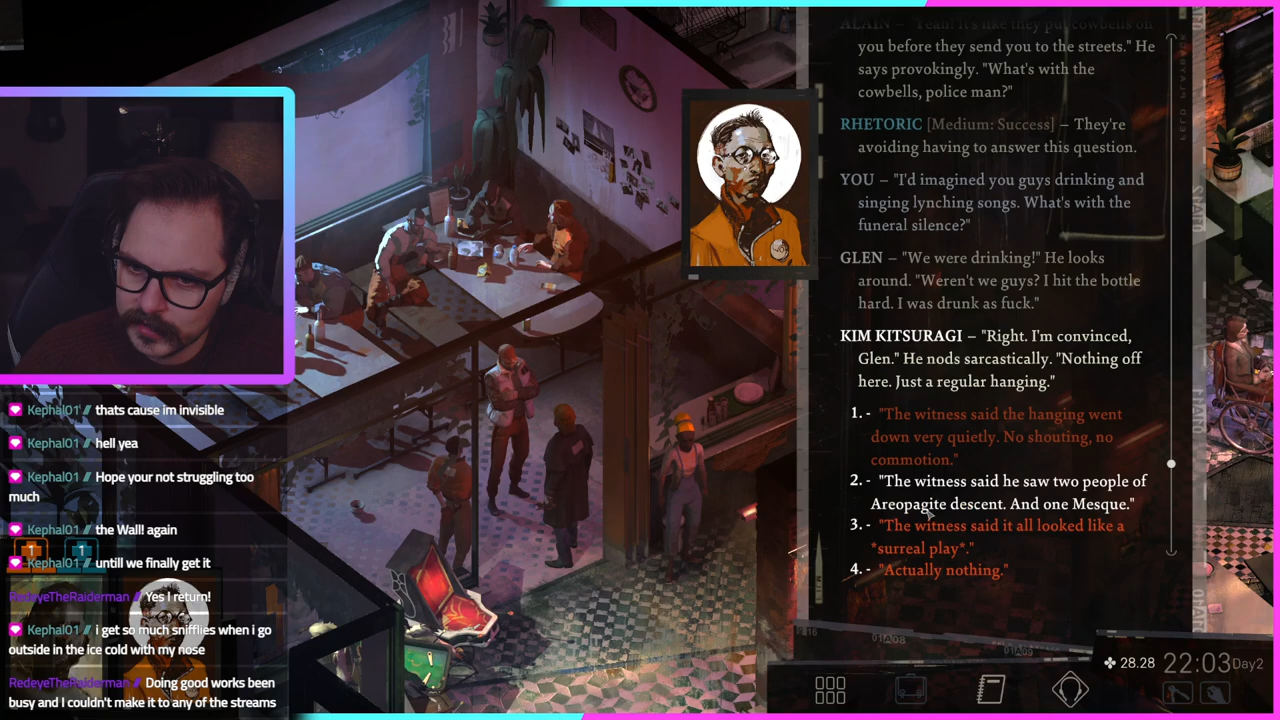 ALAIN – "Yeah! It's like they put cowbells on
you before they send you to the streets." He
says provokingly. "What's with the
cowbells, police man?"
RHETORIC [Medium: Success] – They're
avoiding having to answer this question.
YOU – "I'd imagined you guys drinking and
singing lynching songs. What's with the
funeral silence?"
GLEN – "We were drinking!" He looks
around. "Weren't we guys? I hit the bottle
hard. I was drunk as fuck."
KIM KITSURAGI – "Right. I'm convinced,
Glen." He nods sarcastically. "Nothing off
here. Just a regular hanging."
1. - "The witness said the hanging went
down very quietly. No shouting, no
commotion."
2. - "The witness said he saw two people of
Areopagite descent. And one Mesque."
3. - "The witness said it all looked like a
*surreal play*."
4. - "Actually nothing."
Kephal01 // thats cause im invisible
Kephal01 // hell yea
Kephal01 // Hope your not struggling too
much
Kephal01 // the Wall! again
1 1
Kephal01 // untill we finally get it
RedeyeTheRaiderman // Yes I return!
Kephal01 // i get so much snifflies when i go
outside in the ice cold with my nose
RedeyeTheRaiderman // Doing good works been
busy and I couldn't make it to any of the streams
28.28 22:03 Day2